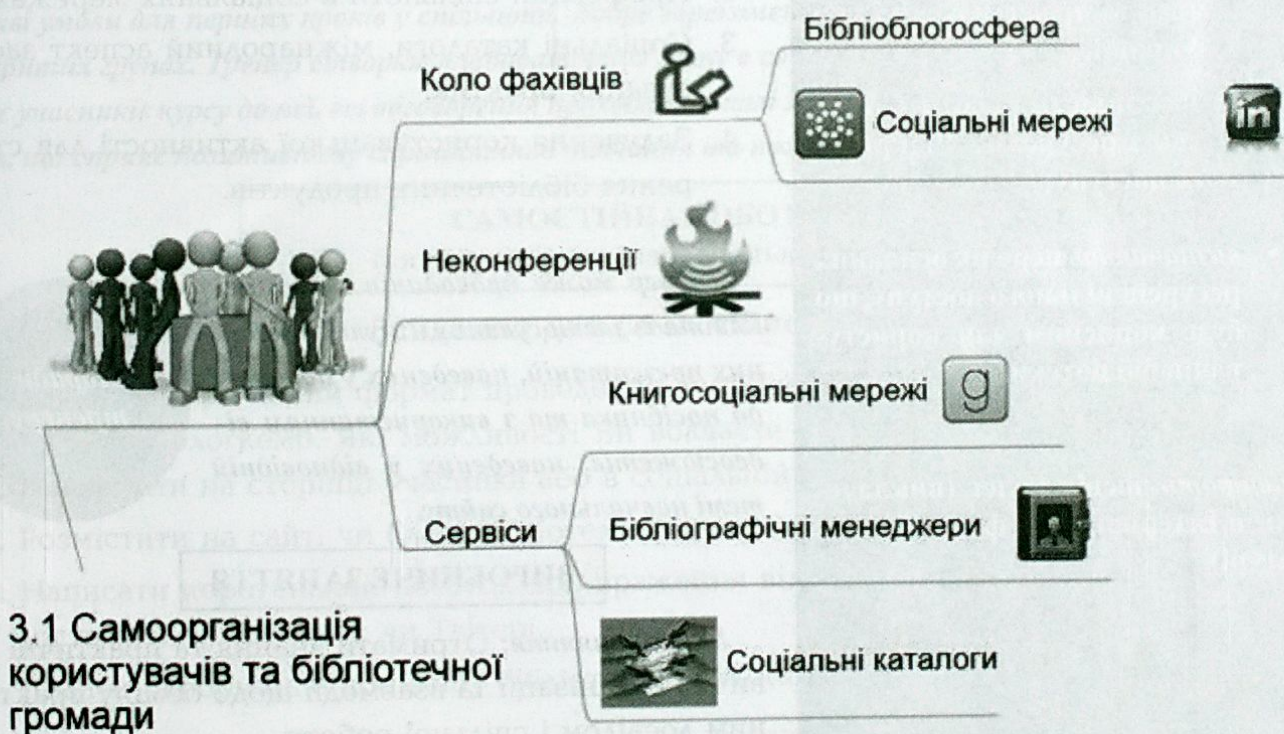 Бібліоблогосфера
Коло фахівців
Соціальні мережі
in
Неконференції
Книгосоціальні мережі
g
Сервіси
Бібліографічні менеджери
Соціальні каталоги
3.1 Самоорганізація
користувачів та бібліотечної
громади